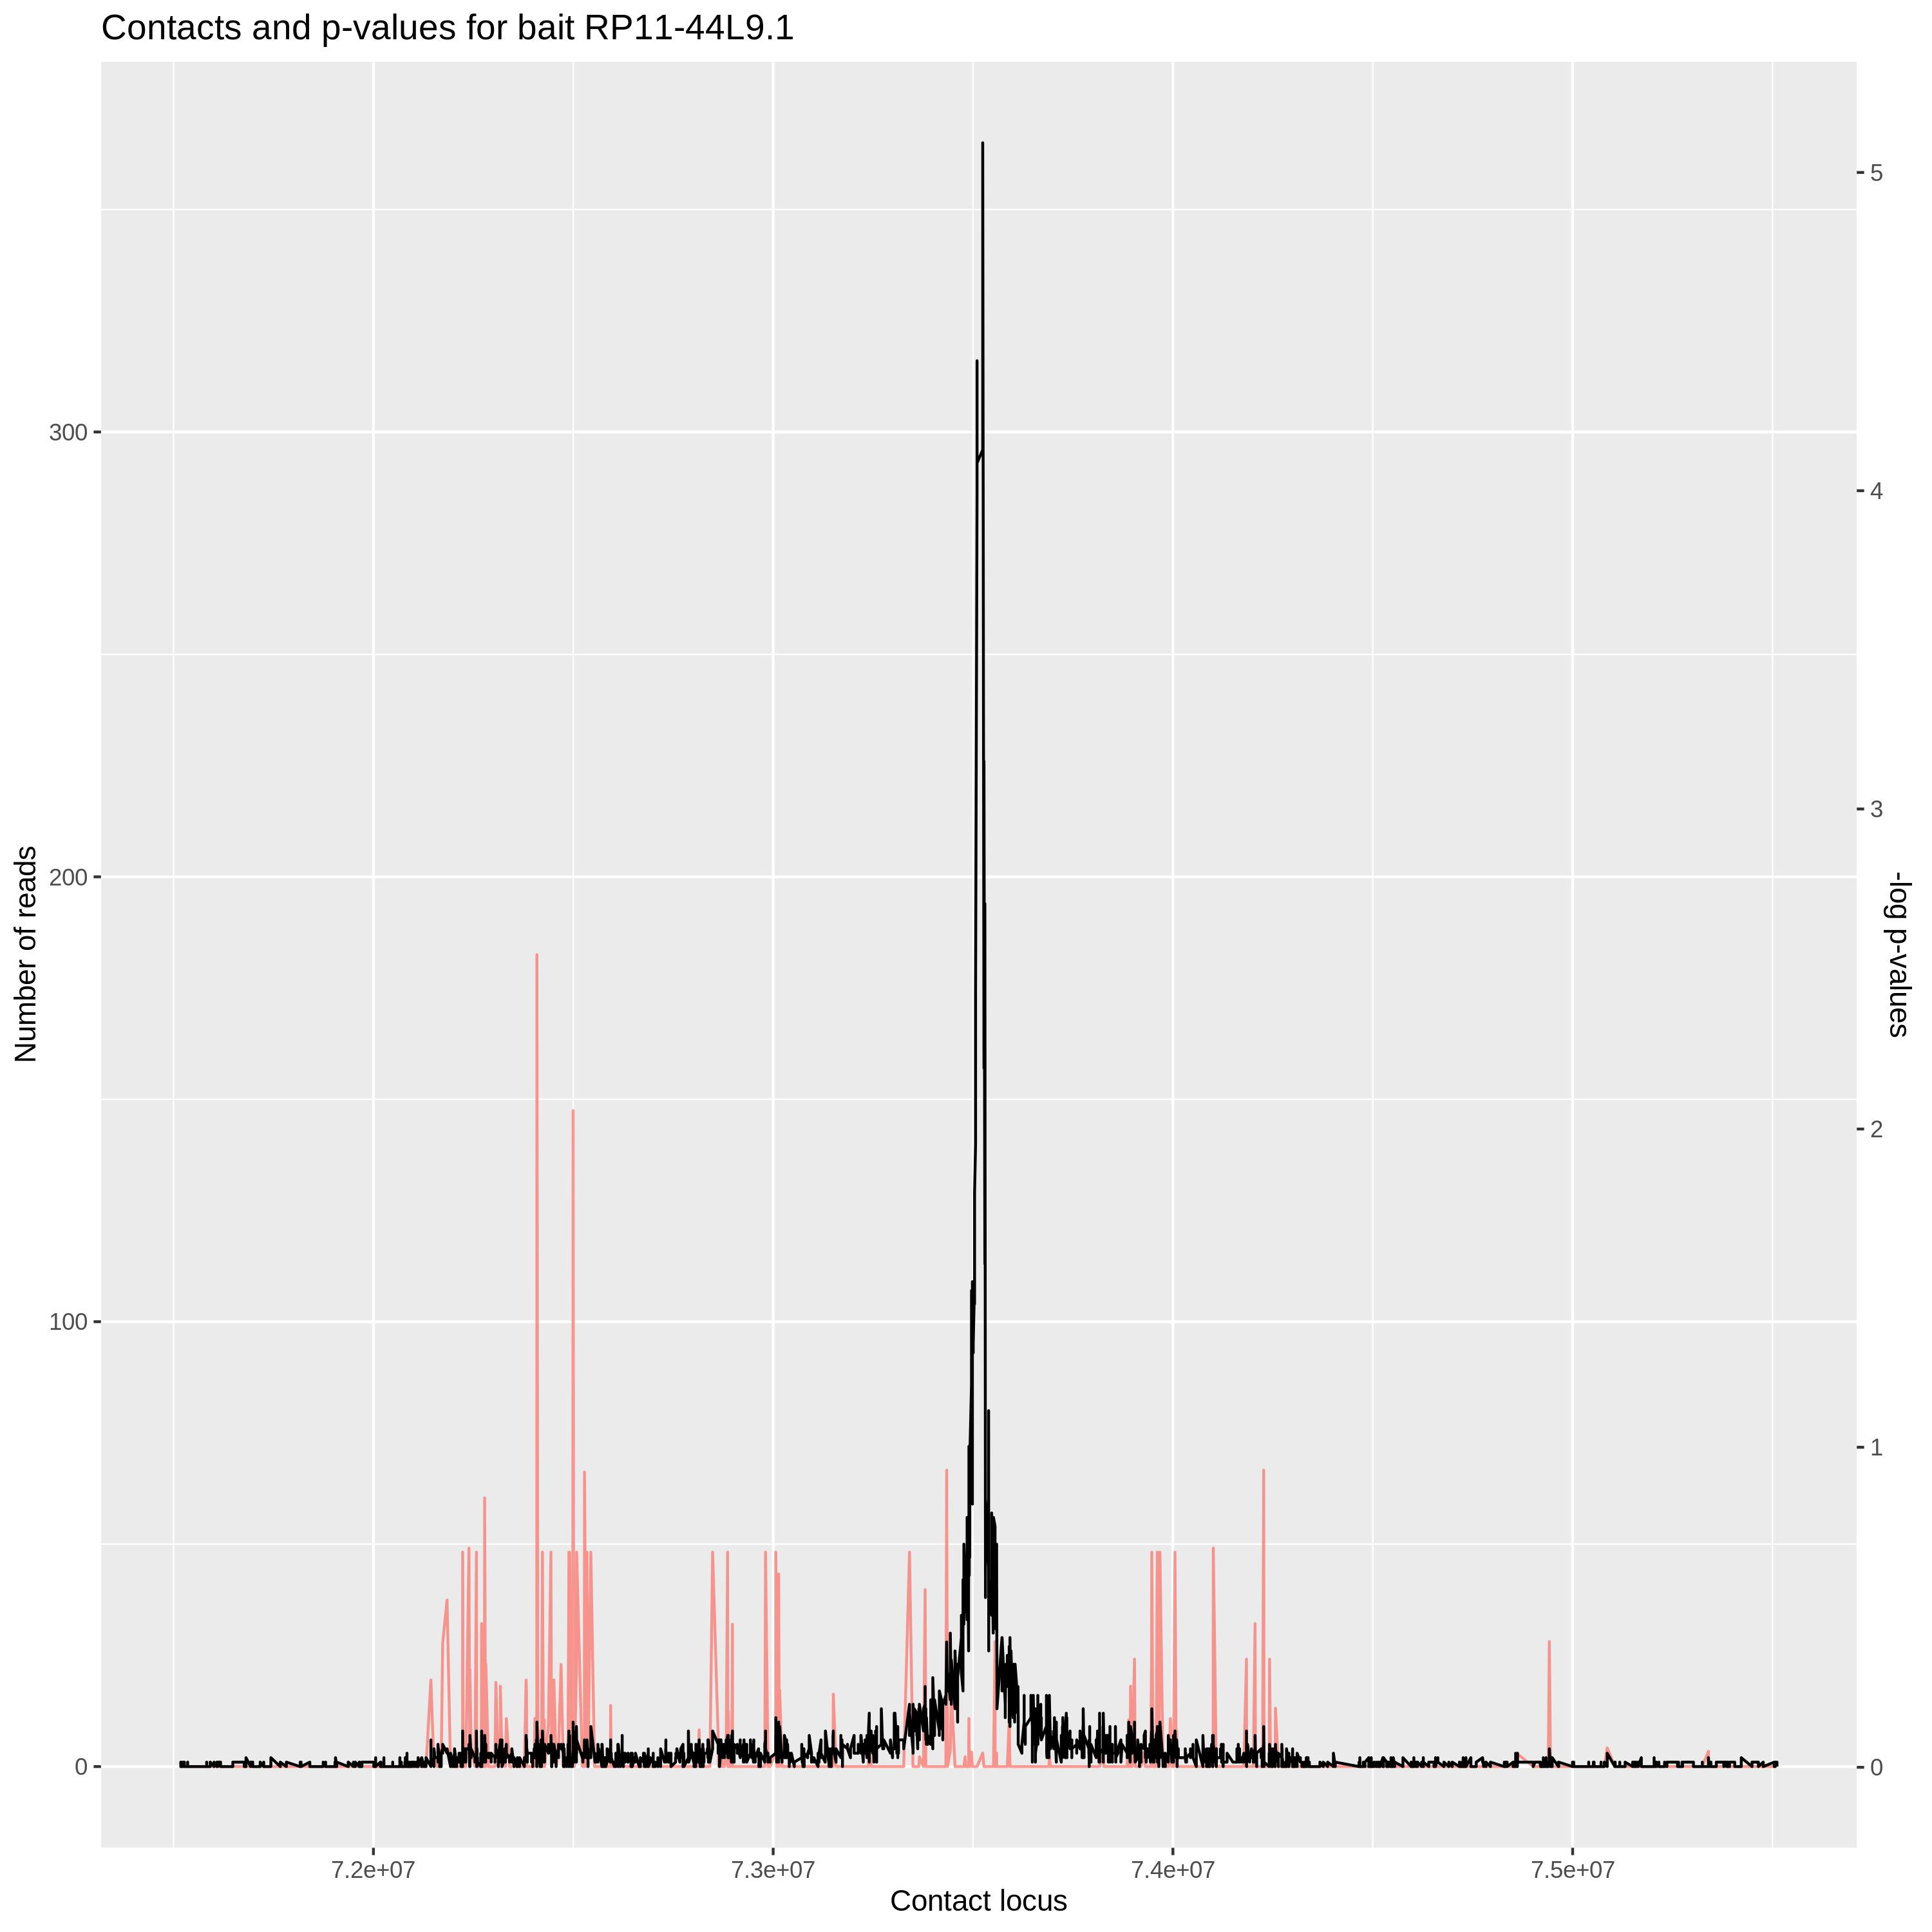 Contacts and p-values for bait RP11-44L9.1
Number of reads
300
200
100
0
5
4
3
2
1
0
-log p-values
7.2e+07
7.3e+07
7.4e+07
7.5e+07
Contact locus